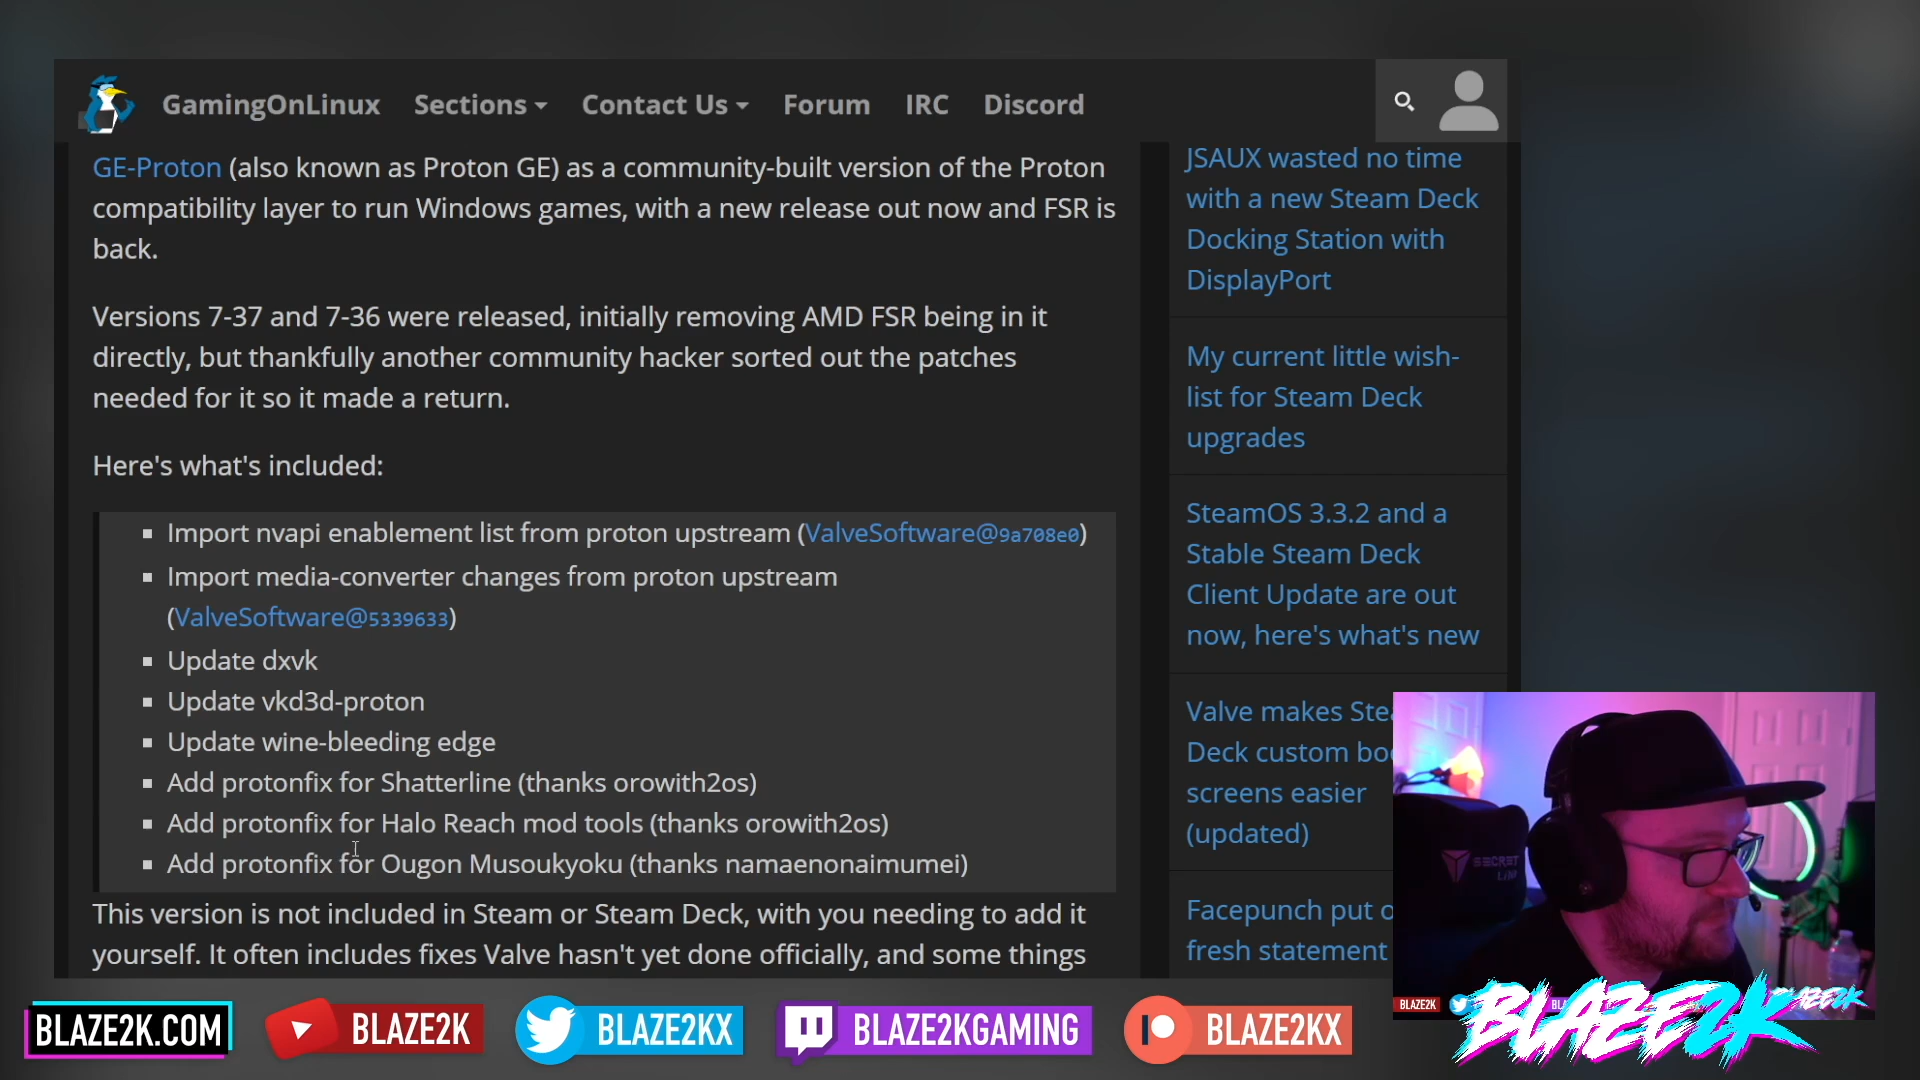 GamingOnLinux Sections Contact Us Forum IRC Discord
GE-Proton (also known as Proton GE) as a community-built version of the Proton
compatibility layer to run Windows games, with a new release out now and FSR is
back.
Versions 7-37 and 7-36 were released, initially removing AMD FSR being in it
directly, but thankfully another community hacker sorted out the patches
needed for it so it made a return.
Here's what's included:
Import nvapi enablement list from proton upstream (ValveSoftware@9a708e0)
Import media-converter changes from proton upstream
(ValveSoftware@5339633)
Update dxvk
Update vkd3d-proton
Update wine-bleeding edge
Add protonfix for Shatterline (thanks orowith2os)
Add protonfix for Halo Reach mod tools (thanks orowith2os)
Add protonfix for Ougon Musoukyoku (thanks namaenonaimumei)
This version is not included in Steam or Steam Deck, with you needing to add it
yourself. It often includes fixes Valve hasn't yet done officially, and some things
JSAUX wasted no time
with a new Steam Deck
Docking Station with
DisplayPort
My current little wish-
list for Steam Deck
upgrades
SteamOS 3.3.2 and a
Stable Steam Deck
Client Update are out
now, here's what's new
Valve makes Stea
Deck custom boo
screens easier
(updated)
Facepunch put o
fresh statement
SECRET
LAB
BLAZE2K
BLAZE2K
BLAZE2K
BLAZE2K.COM
BLAZE2K
BLAZE2KX
BLAZE2KGAMING
BLAZE2KX